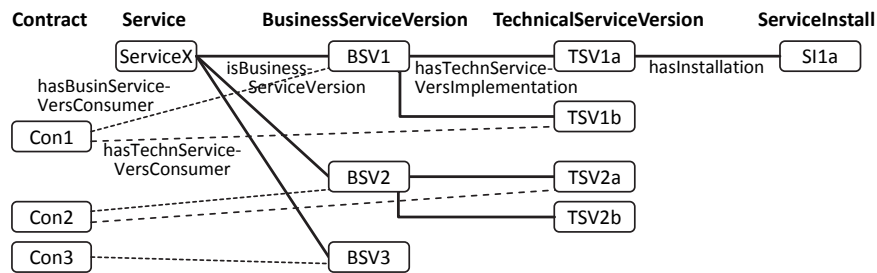 Contract Service BusinessServiceVersion TechnicalServiceVersion ServiceInstall
ServiceX BSV1 TSV1a SI1a
isBusiness- hasTechnService- hasInstallation
ServiceVersion VersImplementation
hasBusinService-
VersConsumer
TSV1b
Con1
hasTechnService-
VersConsumer
BSV2 TSV2a
Con2 TSV2b
Con3 BSV3